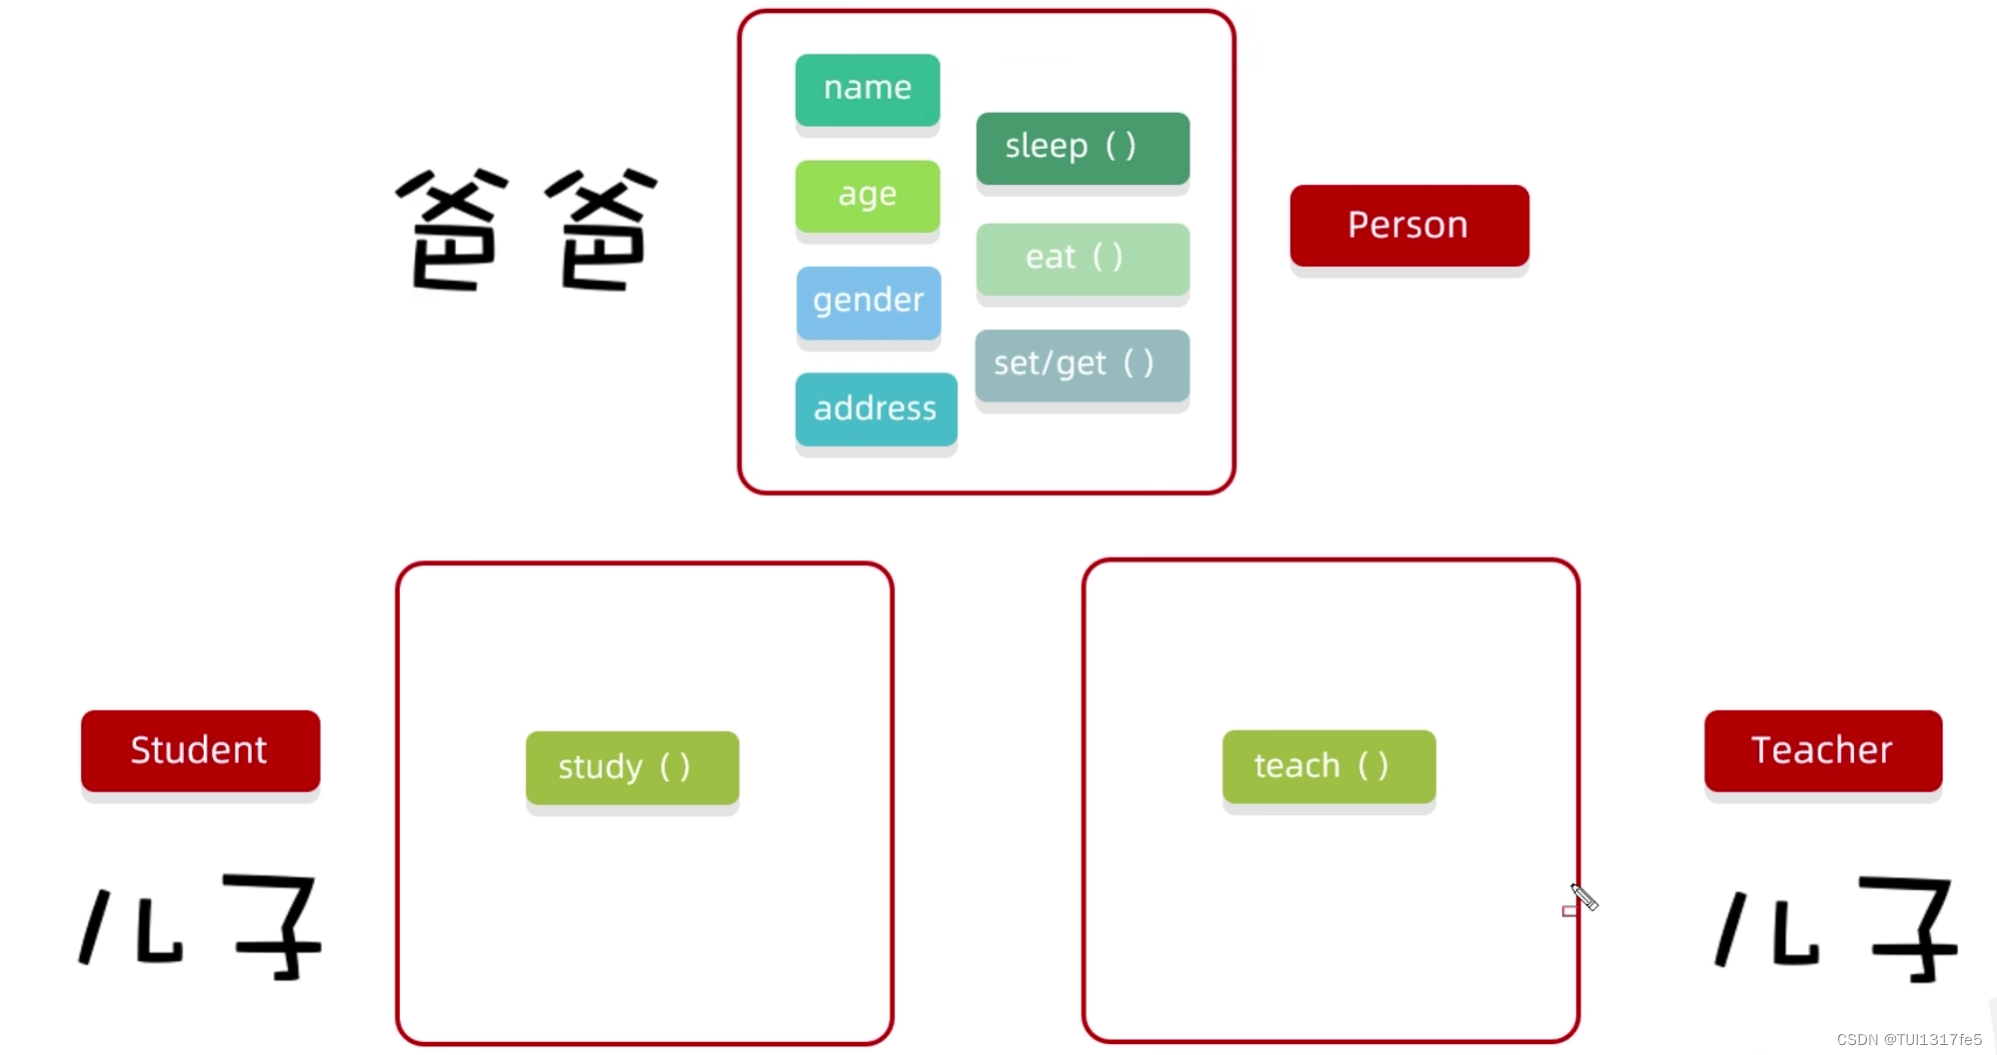 name
age
gender
address
sleep ()
eat ()
set/get ()
爸爸
Person
Student
儿子
study ()
teach ()
Teacher
儿子
CSDN @TUI1317fe5